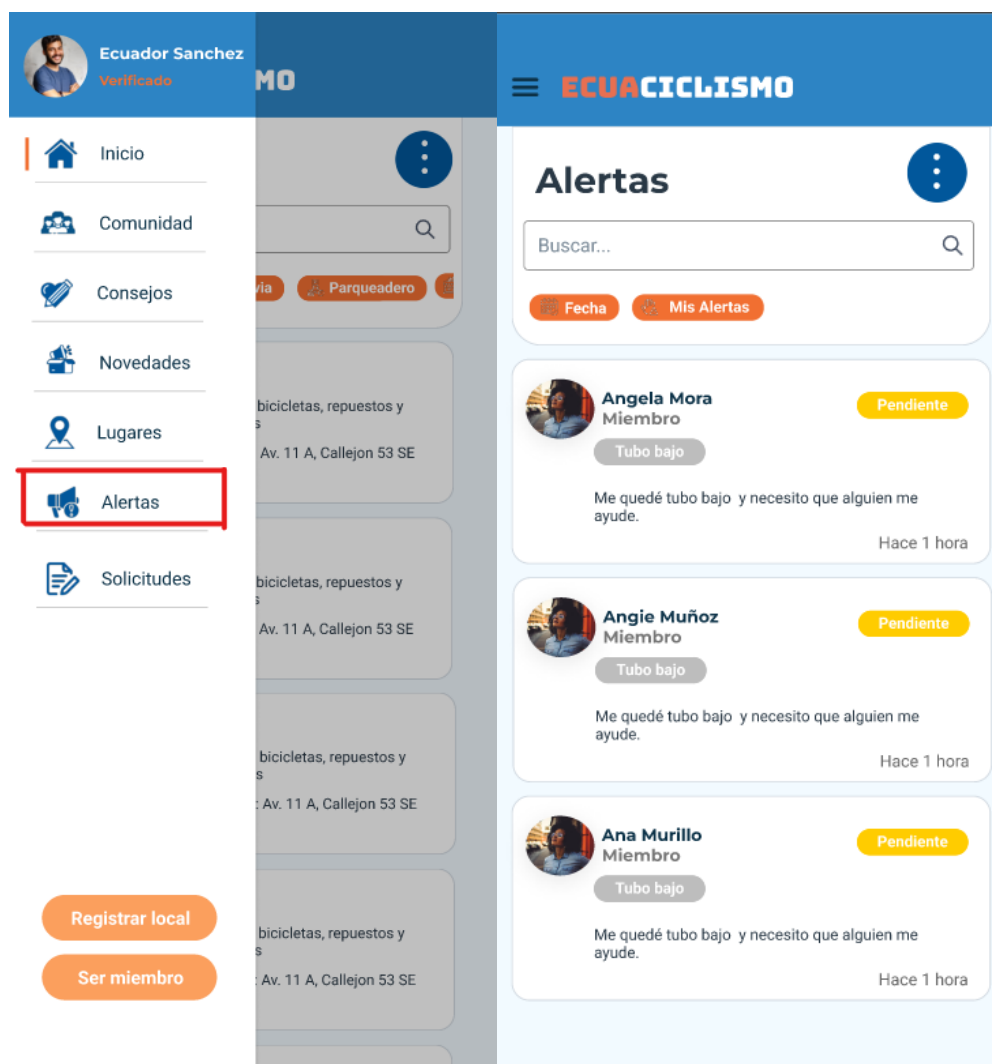 Ecuador Sanchez
Verificado
MO
Inicio
Comunidad
Consejos
via
Parqueadero
Novedades
bicicletas, repuestos y
s
Lugares
Av. 11 A, Callejon 53 SE
Alertas
Solicitudes
bicicletas, repuestos y
s
Av. 11 A, Callejon 53 SE
bicicletas, repuestos y
s
: Av. 11 A, Callejon 53 SE
Registrar local
bicicletas, repuestos y
s
Ser miembro
: Av. 11 A, Callejon 53 SE
ECUACICLISMO
Alertas
Buscar...
Fecha
Mis Alertas
Angela Mora
Pendiente
Miembro
Tubo bajo
Me quedé tubo bajo y necesito que alguien me
ayude.
Hace 1 hora
Angie Muñoz
Pendiente
Miembro
Tubo bajo
Me quedé tubo bajo y necesito que alguien me
ayude.
Hace 1 hora
Ana Murillo
Pendiente
Miembro
Tubo bajo
Me quedé tubo bajo y necesito que alguien me
ayude.
Hace 1 hora